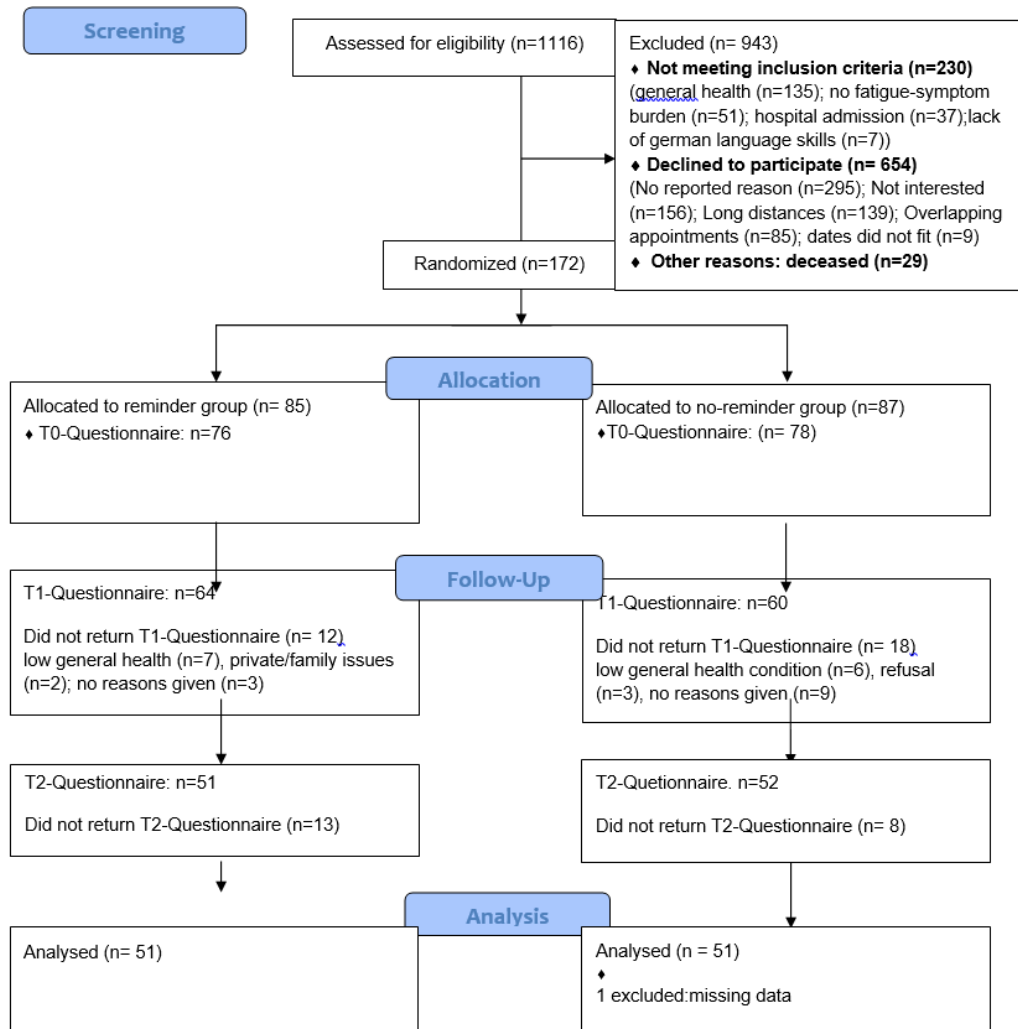 Screening
Assessed for eligibility (n=1116)
Excluded (n= 943)
♦ Not meeting inclusion criteria (n=230)
(general health (n=135); no fatigue-symptom
burden (n=51); hospital admission (n=37);lack
of german language skills (n=7))
♦ Declined to participate (n= 654)
(No reported reason (n=295); Not interested
(n=156); Long distances (n=139); Overlapping
appointments (n=85); dates did not fit (n=9)
♦ Other reasons: deceased (n=29)
Randomized (n=172)
Allocation
Allocated to reminder group (n= 85)
♦ T0-Questionnaire: n=76
Allocated to no-reminder group (n=87)
♦T0-Questionnaire: (n= 78)
Follow-Up
T1-Questionnaire: n=64
Did not return T1-Questionnaire (n= 12)
low general health (n=7), private/family issues
(n=2); no reasons given (n=3)
T1-Questionnaire: n=60
Did not return T1-Questionnaire (n= 18)
low general health condition (n=6), refusal
(n=3), no reasons given (n=9)
T2-Questionnaire: n=51
Did not return T2-Questionnaire (n=13)
T2-Quetionnaire. n=52
Did not return T2-Questionnaire (n= 8)
Analysis
Analysed (n= 51)
Analysed (n = 51)
♦
1 excluded:missing data